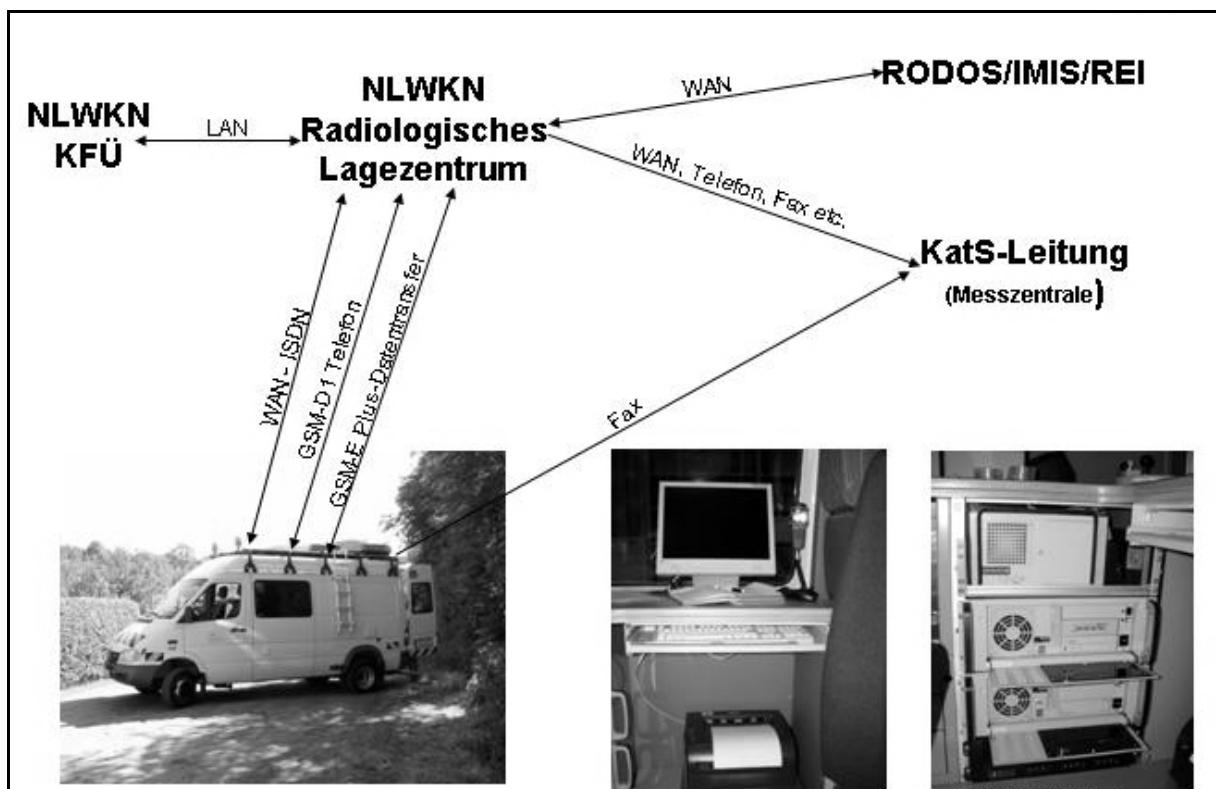 NLWKN
KFÜ
LAN
NLWKN
Radiologisches
Lagezentrum
WAN
RODOS/IMIS/REI
WAN, Telefon, Fax etc.
KatS-Leitung
(Messzentrale)
WAN - ISDN
GSM-D1 Telefon
GSM-E Plus-Datentransfer
Fax